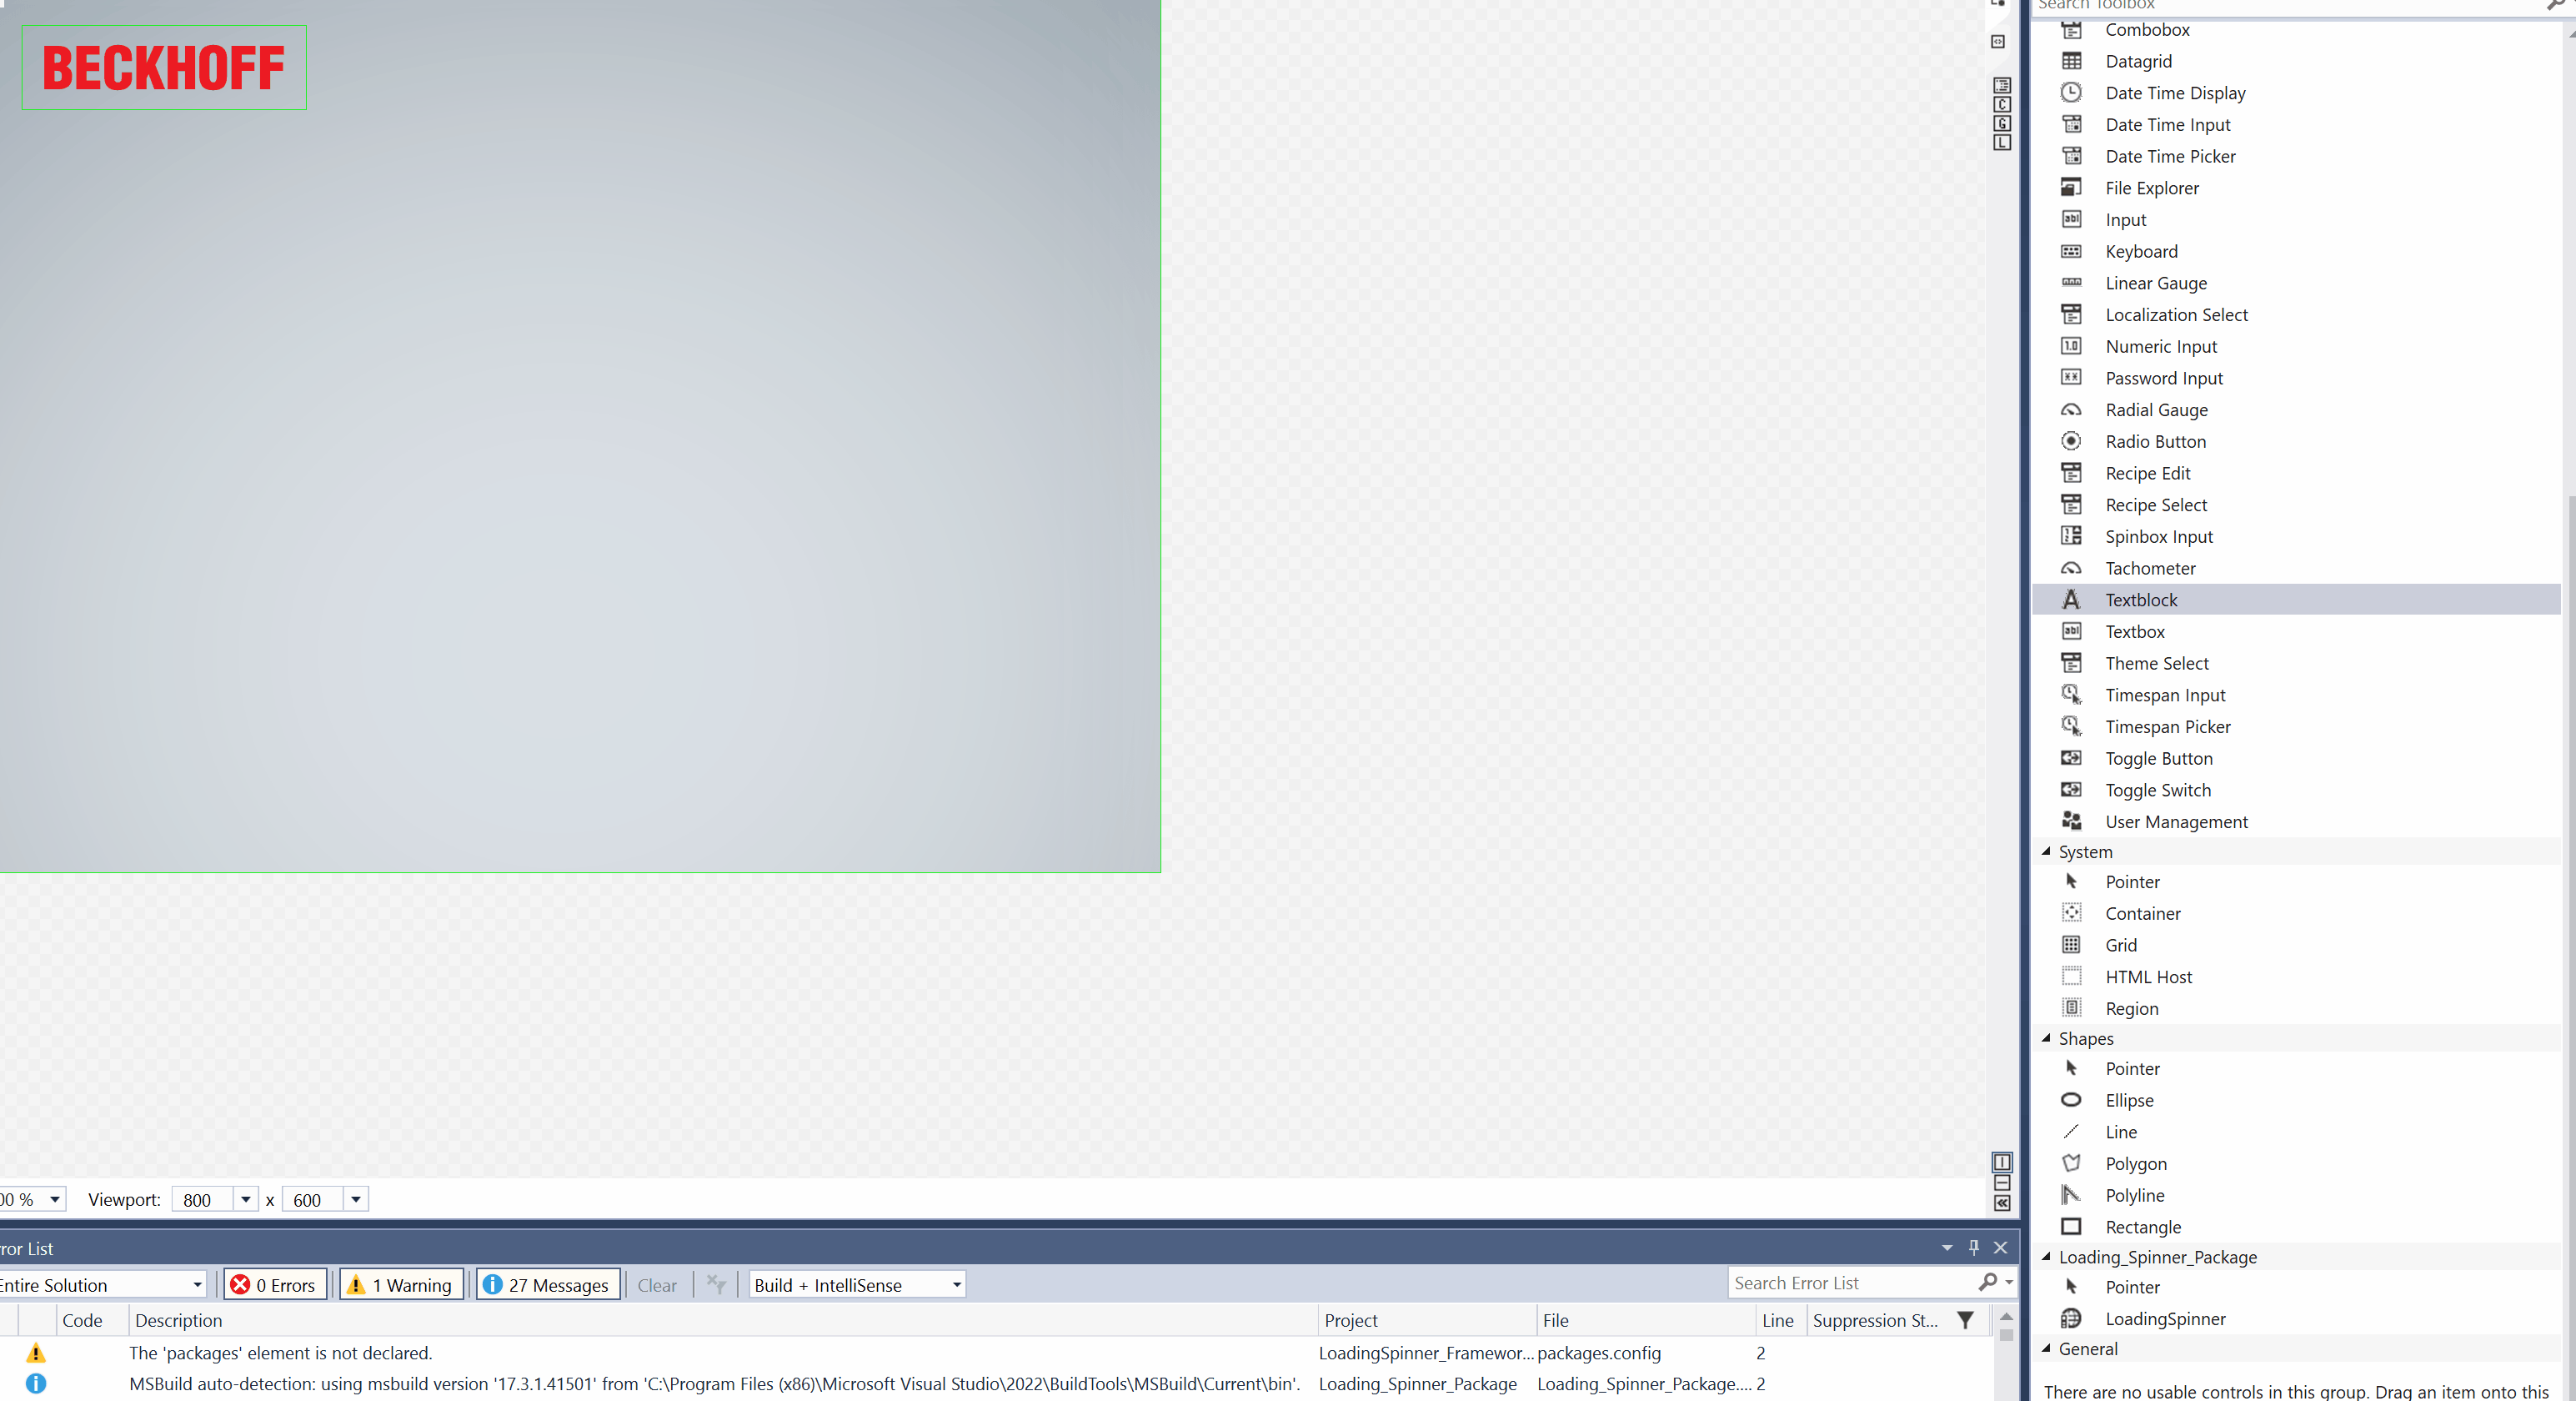 BECKHOFF
Search Toolbox
Combobox
Datagrid
Date Time Display
Date Time Input
Date Time Picker
File Explorer
Input
Keyboard
Linear Gauge
Localization Select
Numeric Input
Password Input
Radial Gauge
Radio Button
Recipe Edit
Recipe Select
Spinbox Input
Tachometer
Textblock
Textbox
Theme Select
Timespan Input
Timespan Picker
Toggle Button
Toggle Switch
User Management
System
Pointer
Container
Grid
HTML Host
Region
Shapes
Pointer
Ellipse
Line
Polygon
Polyline
Rectangle
Loading_Spinner_Package
Pointer
LoadingSpinner
General
There are no usable controls in this group. Drag an item onto this
00 % Viewport: 800 x 600
ror List
Entire Solution 0 Errors 1 Warning 27 Messages Clear Build + IntelliSense Search Error List
Code Description Project File Line Suppression St...
The 'packages' element is not declared. LoadingSpinner_Framewor... packages.config 2
MSBuild auto-detection: using msbuild version '17.3.1.41501' from 'C:\Program Files (x86)\Microsoft Visual Studio\2022\BuildTools\MSBuild\Current\bin'. Loading_Spinner_Package Loading_Spinner_Package.... 2